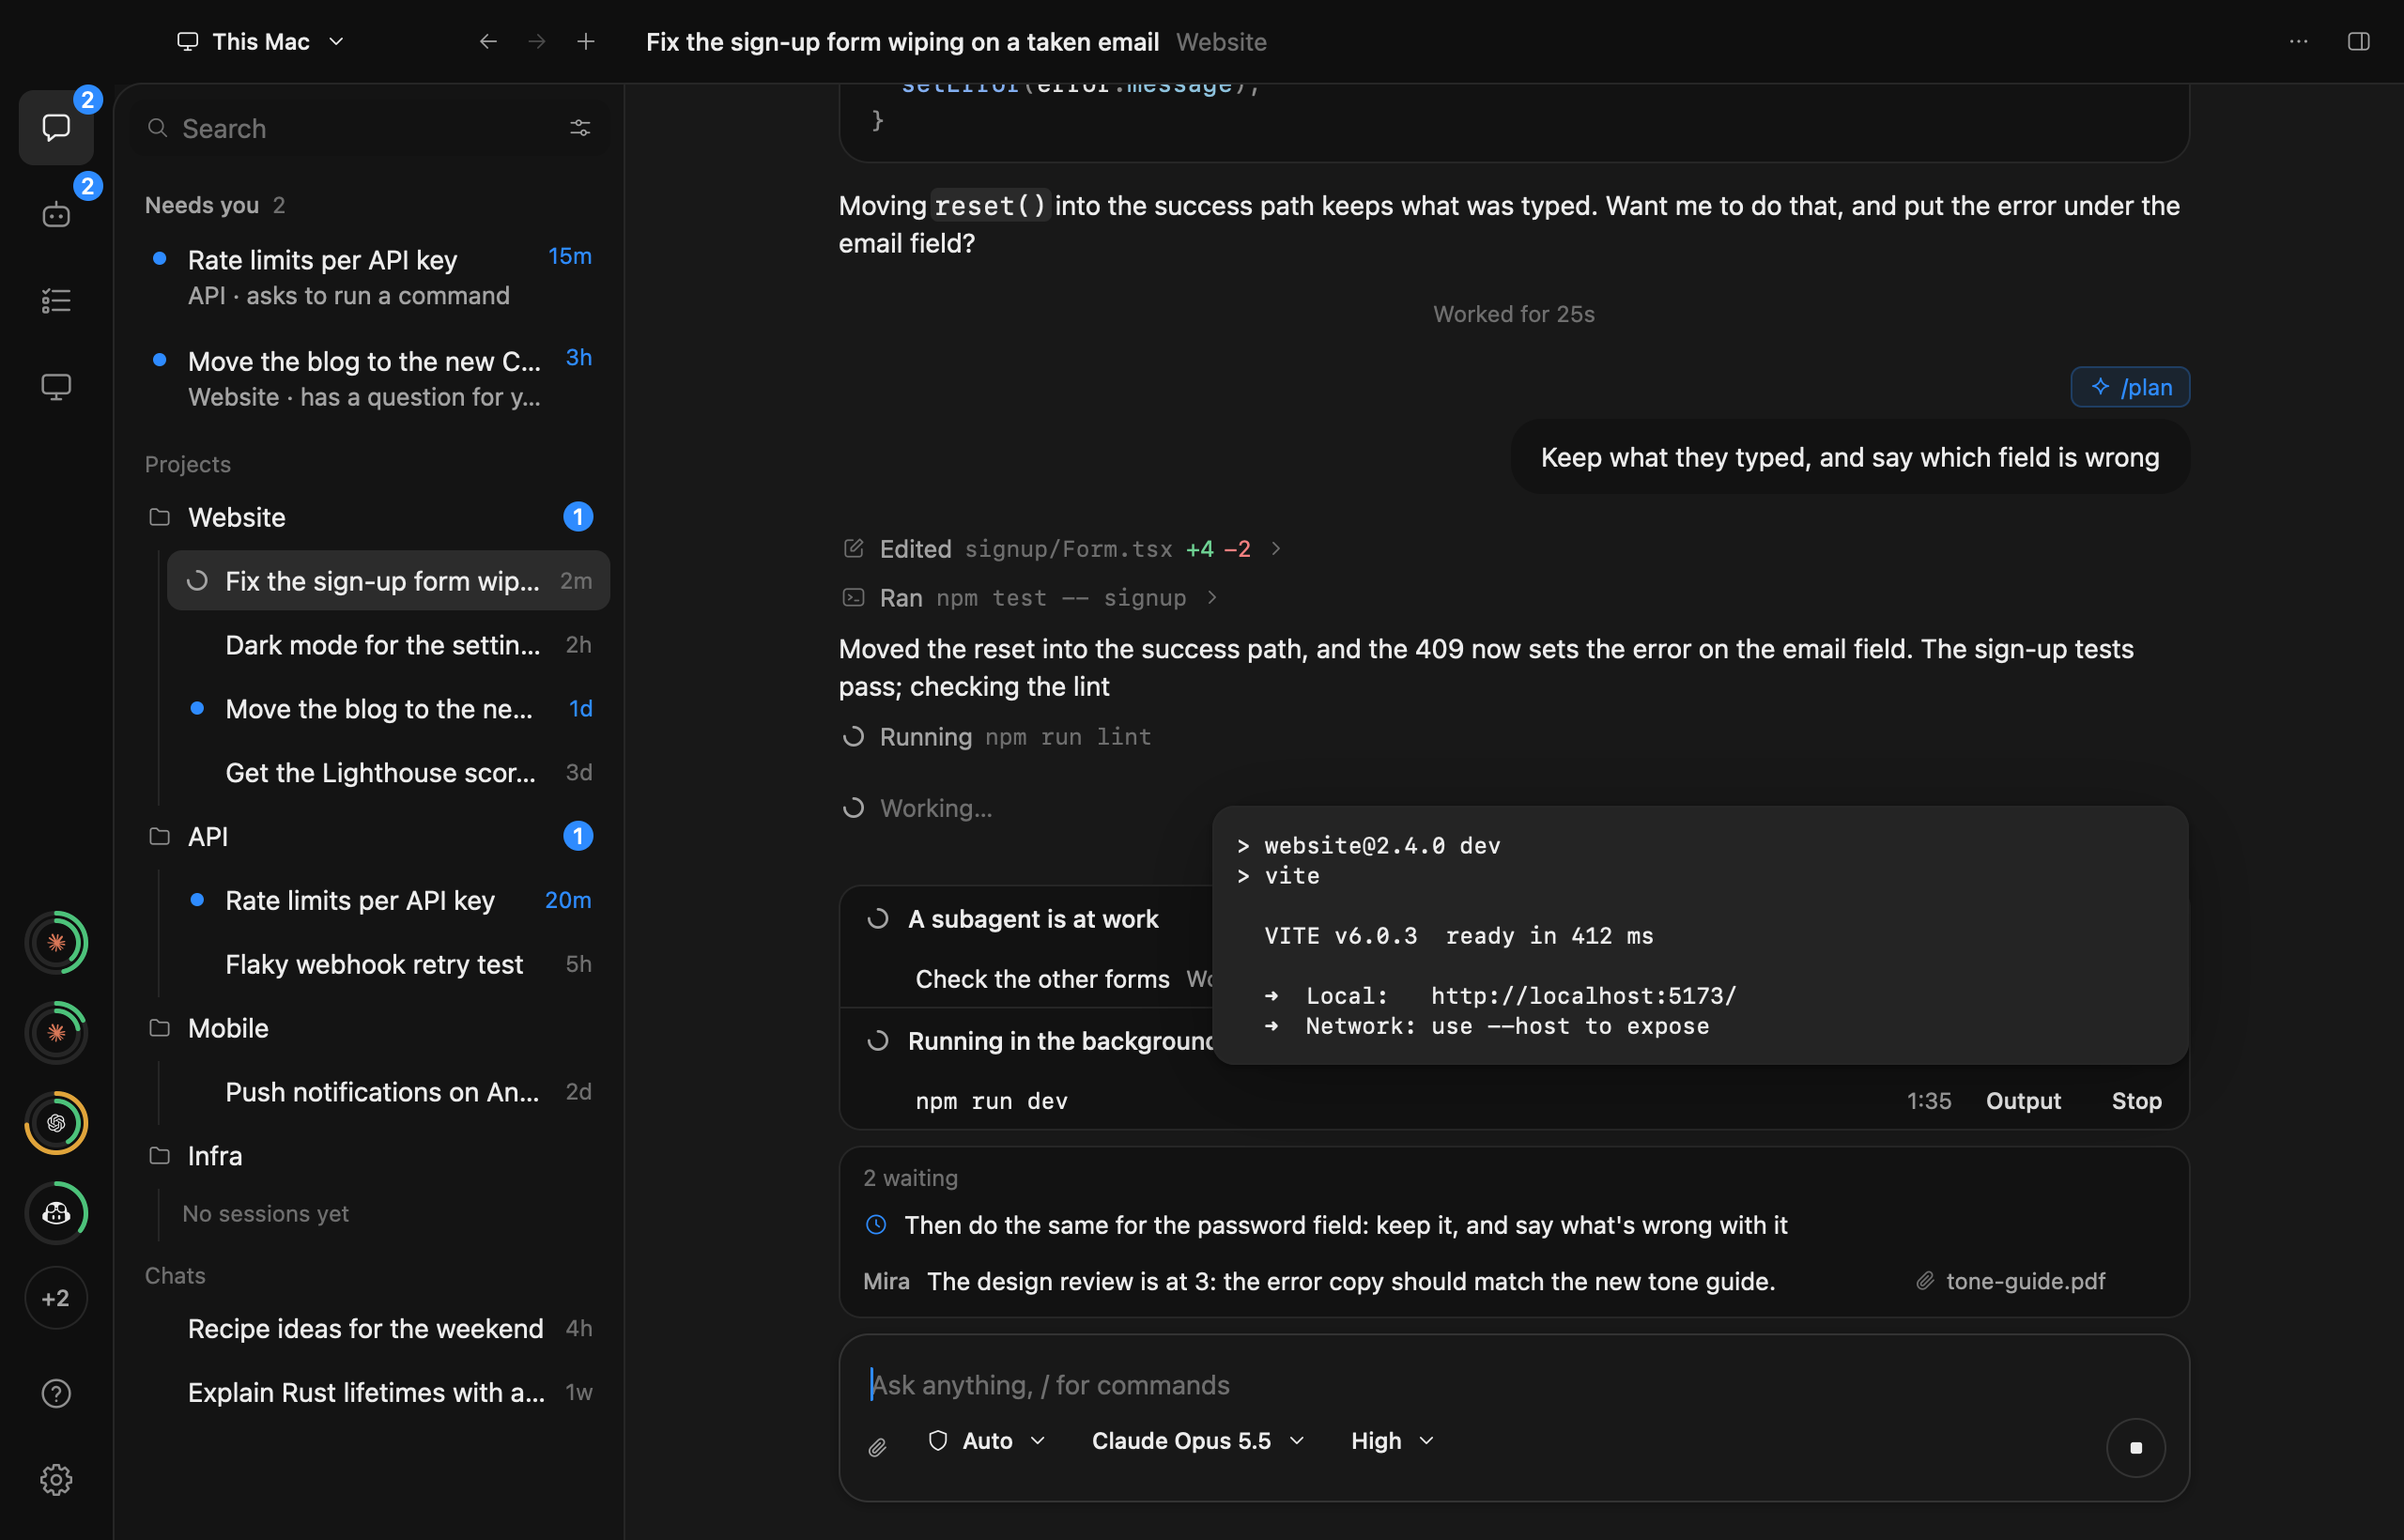 This Mac
Fix the sign-up form wiping on a taken email Website
2
2
+2
Search
Needs you 2
Rate limits per API key 15m
API · asks to run a command
Move the blog to the new C... 3h
Website · has a question for y...
Projects
Website 1
Fix the sign-up form wip... 2m
Dark mode for the settin... 2h
Move the blog to the ne... 1d
Get the Lighthouse scor... 3d
API 1
Rate limits per API key 20m
Flaky webhook retry test 5h
Mobile
Push notifications on An... 2d
Infra
No sessions yet
Chats
Recipe ideas for the weekend 4h
Explain Rust lifetimes with a... 1w
setError(error.message);
}
Moving reset() into the success path keeps what was typed. Want me to do that, and put the error under the
email field?
Worked for 25s
/plan
Keep what they typed, and say which field is wrong
Edited signup/Form.tsx +4 −2
Ran npm test -- signup
Moved the reset into the success path, and the 409 now sets the error on the email field. The sign-up tests
pass; checking the lint
Running npm run lint
Working...
> website@2.4.0 dev
> vite
VITE v6.0.3 ready in 412 ms
➜ Local: http://localhost:5173/
➜ Network: use --host to expose
A subagent is at work
Check the other forms
Running in the background
npm run dev 1:35 Output Stop
2 waiting
Then do the same for the password field: keep it, and say what's wrong with it
Mira The design review is at 3: the error copy should match the new tone guide. tone-guide.pdf
Ask anything, / for commands
Auto Claude Opus 5.5 High